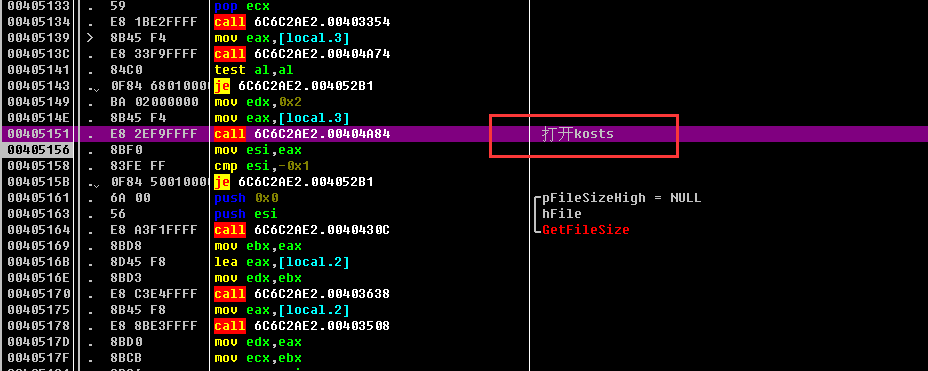 00405133 . 59 pop ecx
00405134 . E8 1BE2FFFF call 6C6C2AE2.00403354
00405139 > 8B45 F4 mov eax,[local.3]
0040513C . E8 33F9FFFF call 6C6C2AE2.00404A74
00405141 . 84C0 test al,al
00405143 .⌄ 0F84 68010000 je 6C6C2AE2.004052B1
00405149 . BA 02000000 mov edx,0x2
0040514E . 8B45 F4 mov eax,[local.3]
00405151 . E8 2EF9FFFF call 6C6C2AE2.00404A84 打开kosts
00405156 . 8BF0 mov esi,eax
00405158 . 83FE FF cmp esi,-0x1
0040515B .⌄ 0F84 50010000 je 6C6C2AE2.004052B1
00405161 . 6A 00 push 0x0 pFileSizeHigh = NULL
00405163 . 56 push esi hFile
00405164 . E8 A3F1FFFF call 6C6C2AE2.0040430C GetFileSize
00405169 . 8BD8 mov ebx,eax
0040516B . 8D45 F8 lea eax,[local.2]
0040516E . 8BD3 mov edx,ebx
00405170 . E8 C3E4FFFF call 6C6C2AE2.00403638
00405175 . 8B45 F8 mov eax,[local.2]
00405178 . E8 8BE3FFFF call 6C6C2AE2.00403508
0040517D . 8BD0 mov edx,eax
0040517F . 8BCB mov ecx,ebx